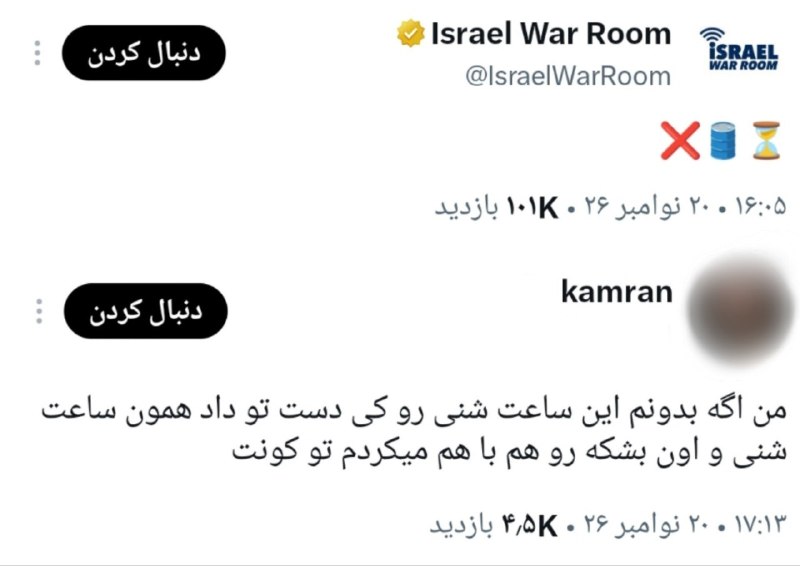 Israel War Room
@IsraelWarRoom
ISRAEL
WAR ROOM
دنبال کردن
❌🛢️⏳
۱۶:۰۵ • ۲۰ نوامبر ۲۶ • ۱۰۱K بازدید
kamran
دنبال کردن
من اگه بدونم این ساعت شنی رو کی دست تو داد همون ساعت
شنی و اون بشکه رو هم با هم میکردم تو کونت
۱۷:۱۳ • ۲۰ نوامبر ۲۶ • ۴٫۵K بازدید